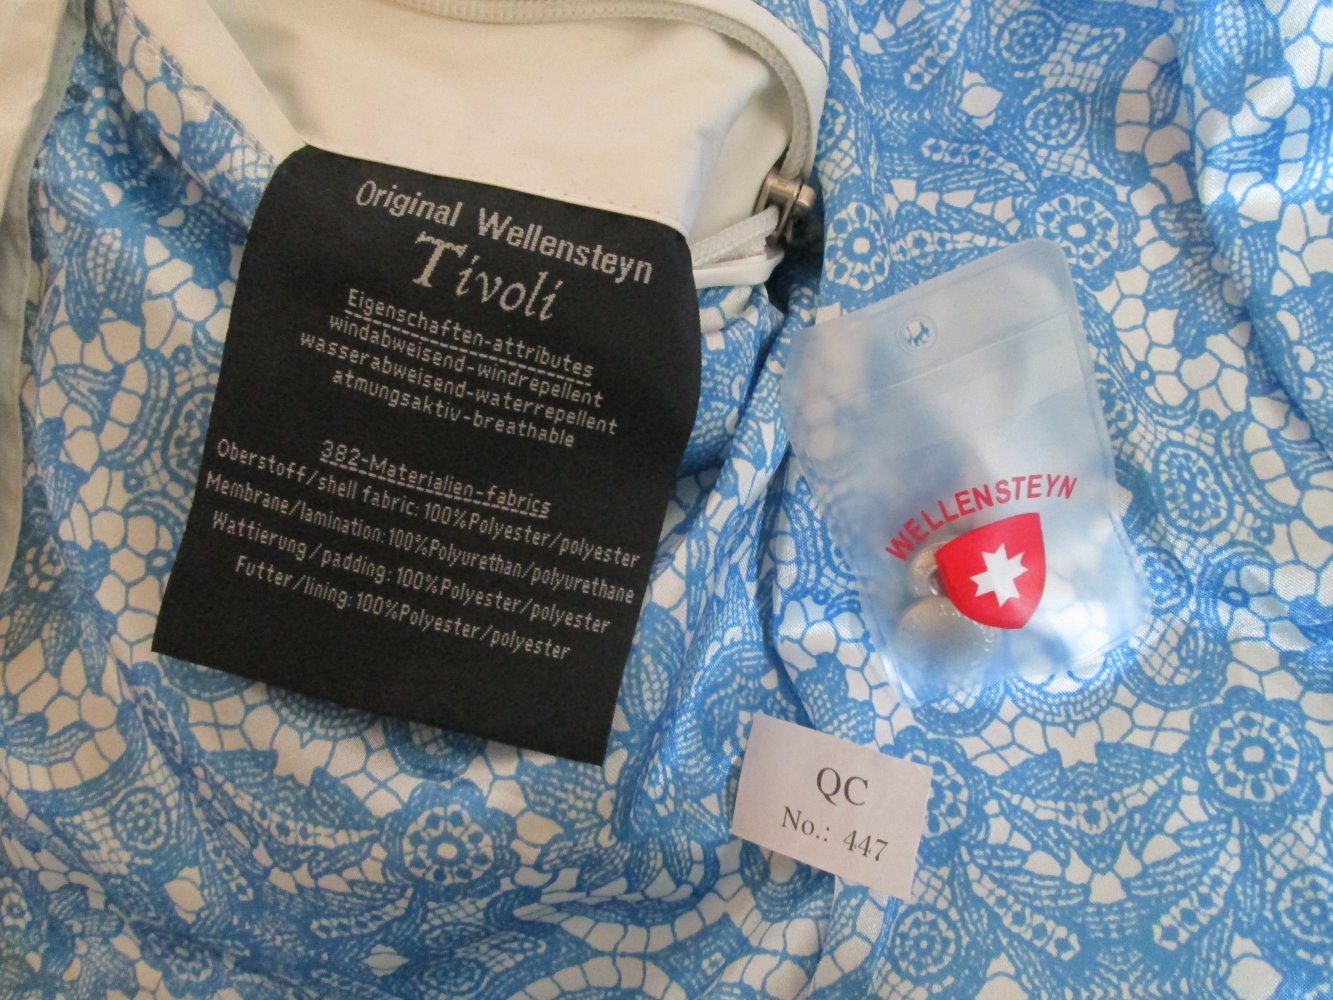 Original Wellensteyn
Tivoli
Eigenschaften-attributes
windabweisend-windrepellent
wasserabweisend-waterrepellent
atmungsaktiv-breathable
382-Materialien-fabrics
Oberstoff/shell fabric: 100%Polyester/polyester
Membrane/lamination: 100%Polyurethan/polyurethane
Wattierung/padding: 100%Polyester/polyester
Futter/lining: 100%Polyester/polyester
WELLENSTEYN
QC
No.: 447